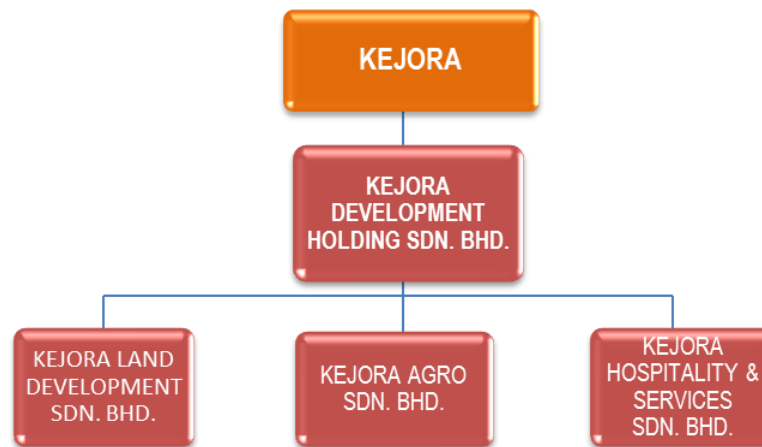 KEJORA
KEJORA
DEVELOPMENT
HOLDING SDN. BHD.
KEJORA LAND
DEVELOPMENT
SDN. BHD.
KEJORA AGRO
SDN. BHD.
KEJORA
HOSPITALITY &
SERVICES
SDN. BHD.